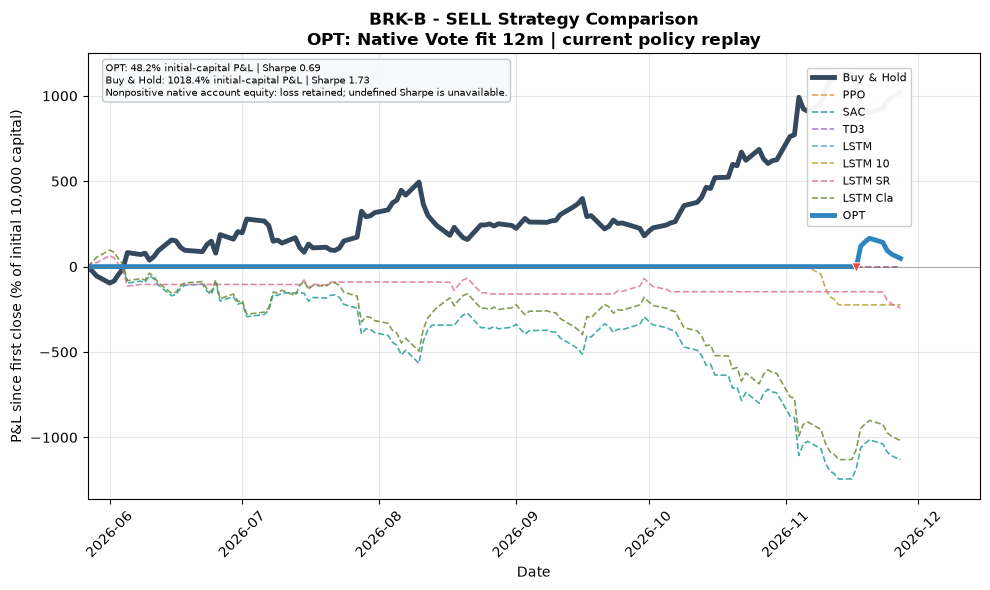 BRK-B - SELL Strategy Comparison
OPT: Native Vote fit 12m | current policy replay
OPT: 48.2% initial-capital P&L | Sharpe 0.69
Buy & Hold: 1018.4% initial-capital P&L | Sharpe 1.73
Nonpositive native account equity: loss retained; undefined Sharpe is unavailable.
Buy & Hold
PPO
SAC
TD3
LSTM
LSTM 10
LSTM SR
LSTM Cla
OPT
P&L since first close (% of initial 10,000 capital)
1000
500
0
−500
−1000
2026-06
2026-07
2026-08
2026-09
2026-10
2026-11
2026-12
Date